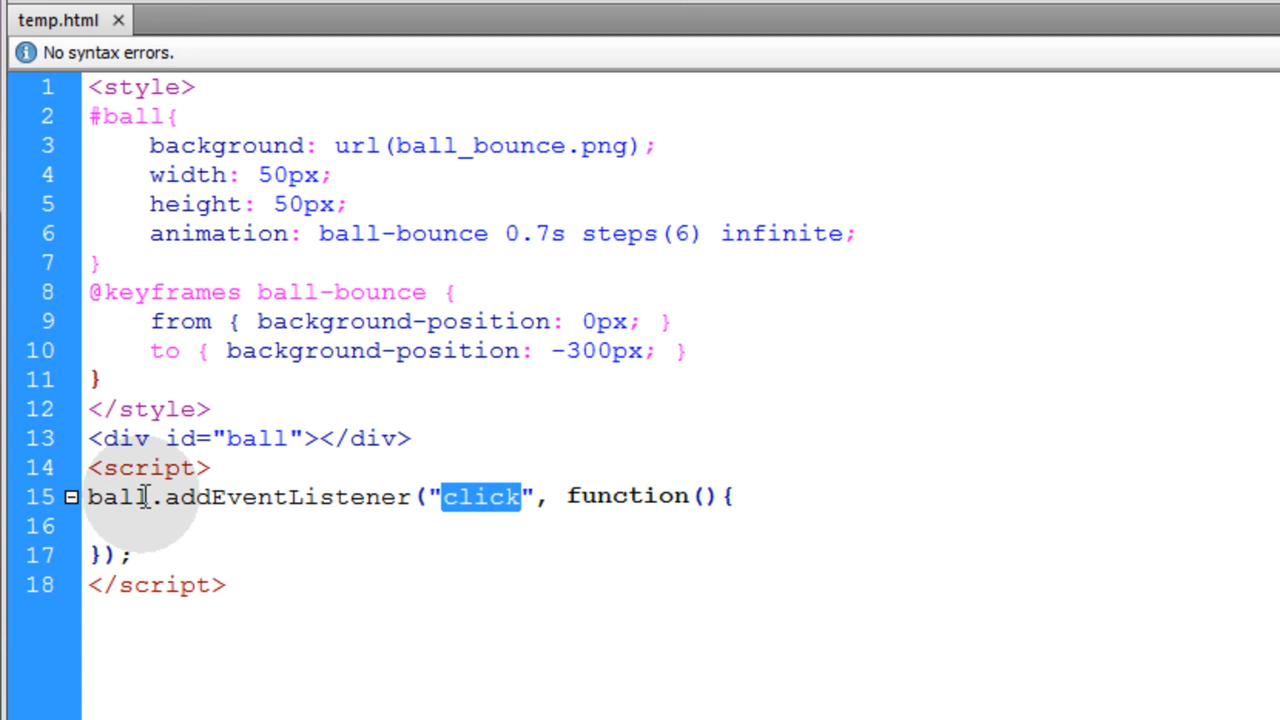 temp.html ×
No syntax errors.
1 <style>
2 #ball{
3     background: url(ball_bounce.png);
4     width: 50px;
5     height: 50px;
6     animation: ball-bounce 0.7s steps(6) infinite;
7 }
8 @keyframes ball-bounce {
9     from { background-position: 0px; }
10     to { background-position: -300px; }
11 }
12 </style>
13 <div id="ball"></div>
14 <script>
15 ball.addEventListener("click", function(){
16
17 });
18 </script>